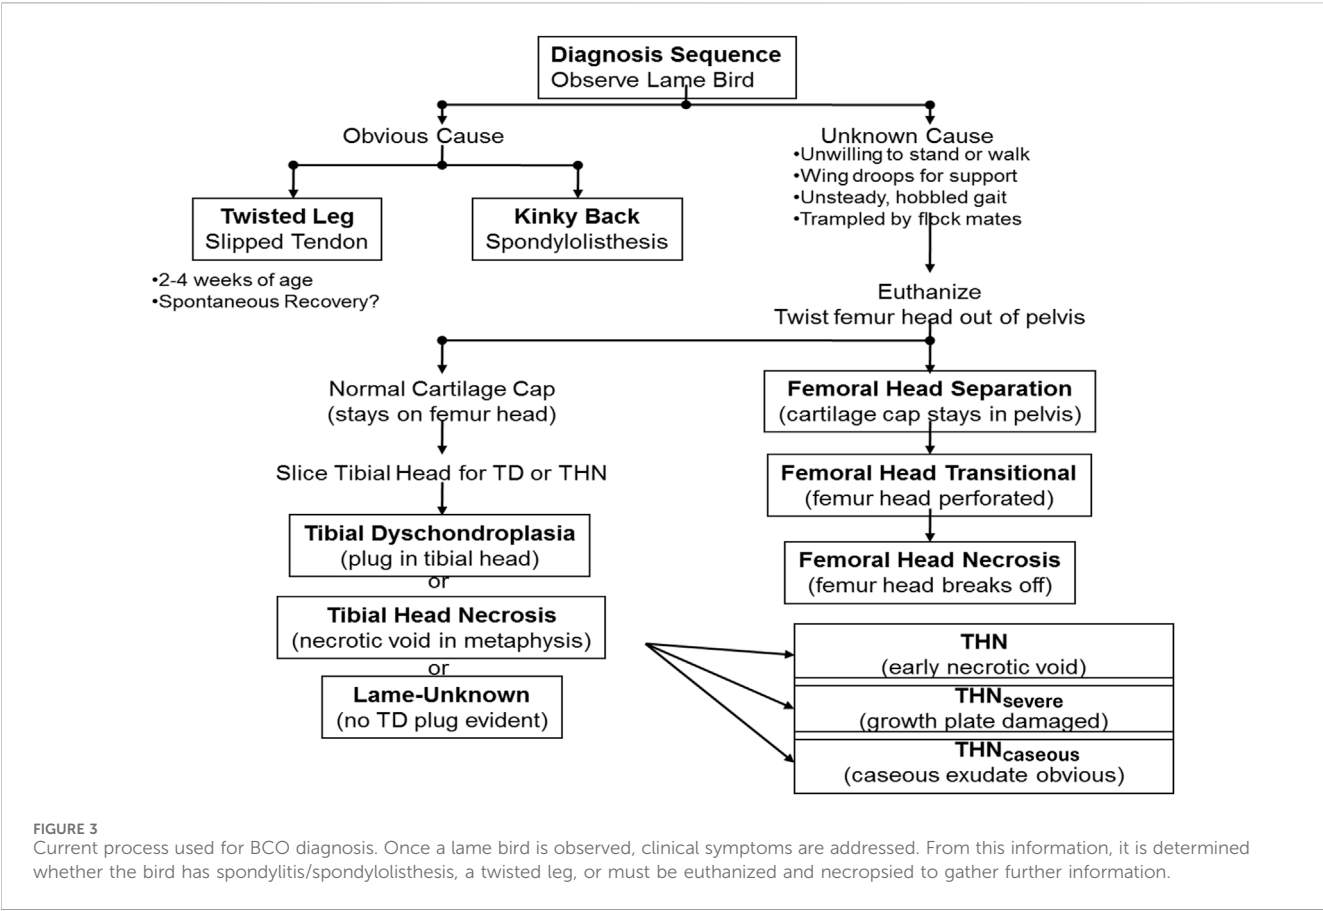 Diagnosis Sequence
Observe Lame Bird
Obvious Cause
Unknown Cause
•Unwilling to stand or walk
•Wing droops for support
•Unsteady, hobbled gait
•Trampled by flock mates
Twisted Leg
Slipped Tendon
Kinky Back
Spondylolisthesis
•2-4 weeks of age
•Spontaneous Recovery?
Euthanize
Twist femur head out of pelvis
Normal Cartilage Cap
(stays on femur head)
Femoral Head Separation
(cartilage cap stays in pelvis)
Slice Tibial Head for TD or THN
Femoral Head Transitional
(femur head perforated)
Tibial Dyschondroplasia
(plug in tibial head)
or
Femoral Head Necrosis
(femur head breaks off)
Tibial Head Necrosis
(necrotic void in metaphysis)
or
Lame-Unknown
(no TD plug evident)
THN
(early necrotic void)
THNsevere
(growth plate damaged)
THNcaseous
(caseous exudate obvious)
FIGURE 3
Current process used for BCO diagnosis. Once a lame bird is observed, clinical symptoms are addressed. From this information, it is determined
whether the bird has spondylitis/spondylolisthesis, a twisted leg, or must be euthanized and necropsied to gather further information.